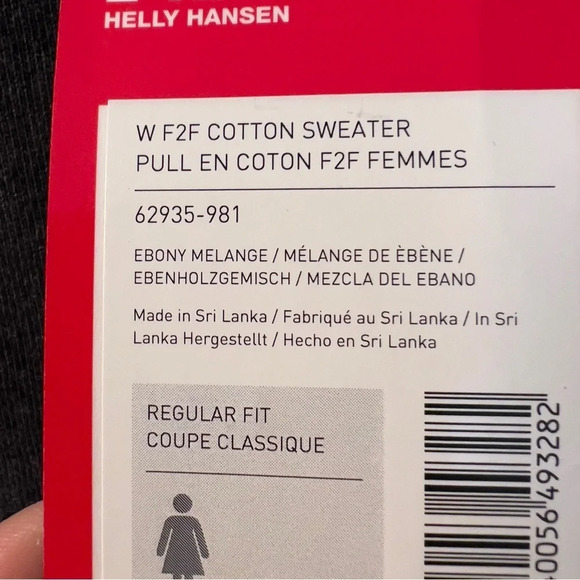 HELLY HANSEN
W F2F COTTON SWEATER
PULL EN COTON F2F FEMMES
62935-981
EBONY MELANGE / MÉLANGE DE ÈBÈNE /
EBENHOLZGEMISCH / MEZCLA DEL EBANO
Made in Sri Lanka / Fabriqué au Sri Lanka / In Sri
Lanka Hergestellt / Hecho en Sri Lanka
REGULAR FIT
COUPE CLASSIQUE
40056 493282